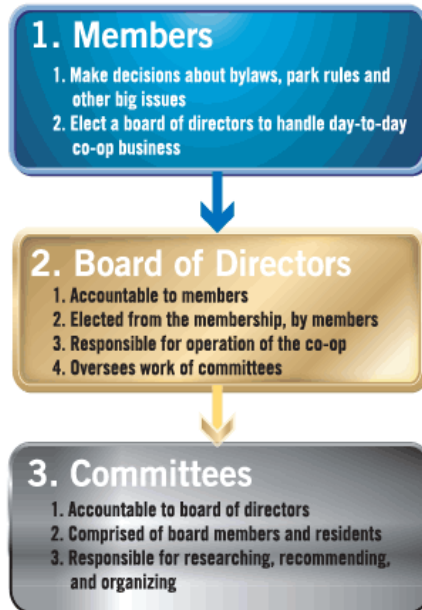 1. Members
1. Make decisions about bylaws, park rules and
other big issues
2. Elect a board of directors to handle day-to-day
co-op business
2. Board of Directors
1. Accountable to members
2. Elected from the membership, by members
3. Responsible for operation of the co-op
4. Oversees work of committees
3. Committees
1. Accountable to board of directors
2. Comprised of board members and residents
3. Responsible for researching, recommending,
and organizing